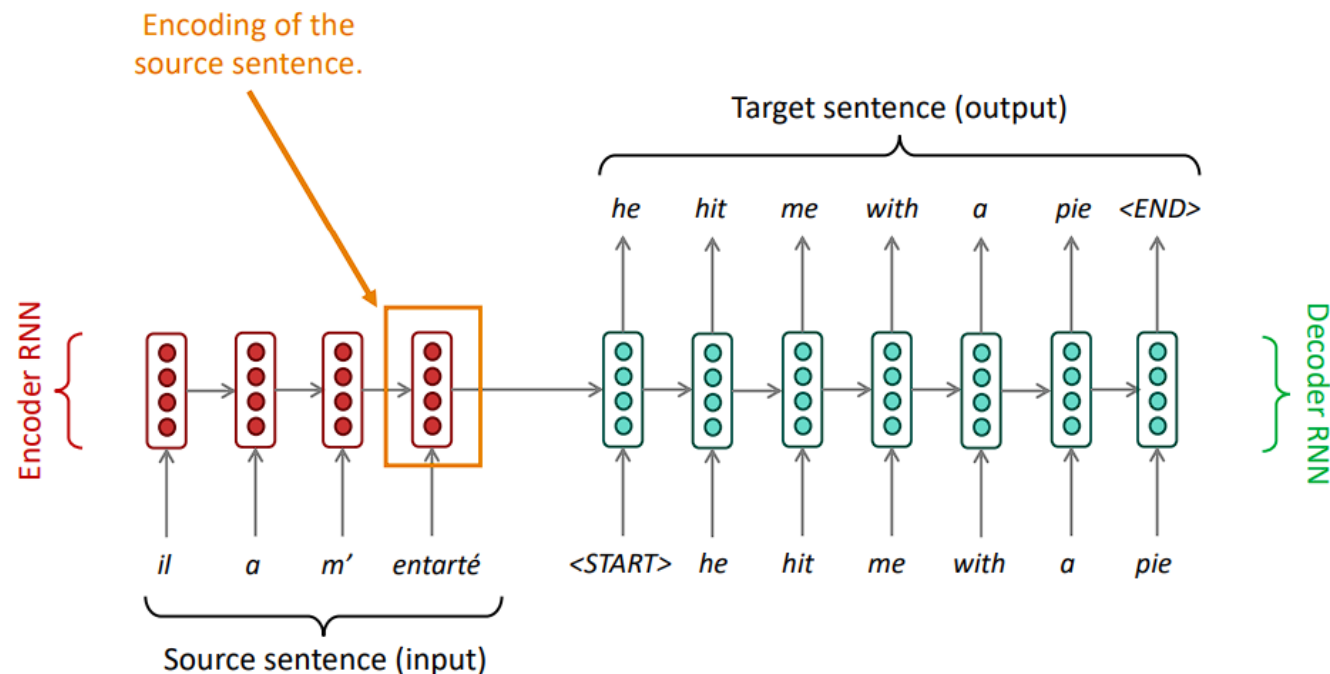 Encoding of the
source sentence.
Target sentence (output)
he hit me with a pie <END>
Encoder RNN
Decoder RNN
il a m’ entarté <START> he hit me with a pie
Source sentence (input)